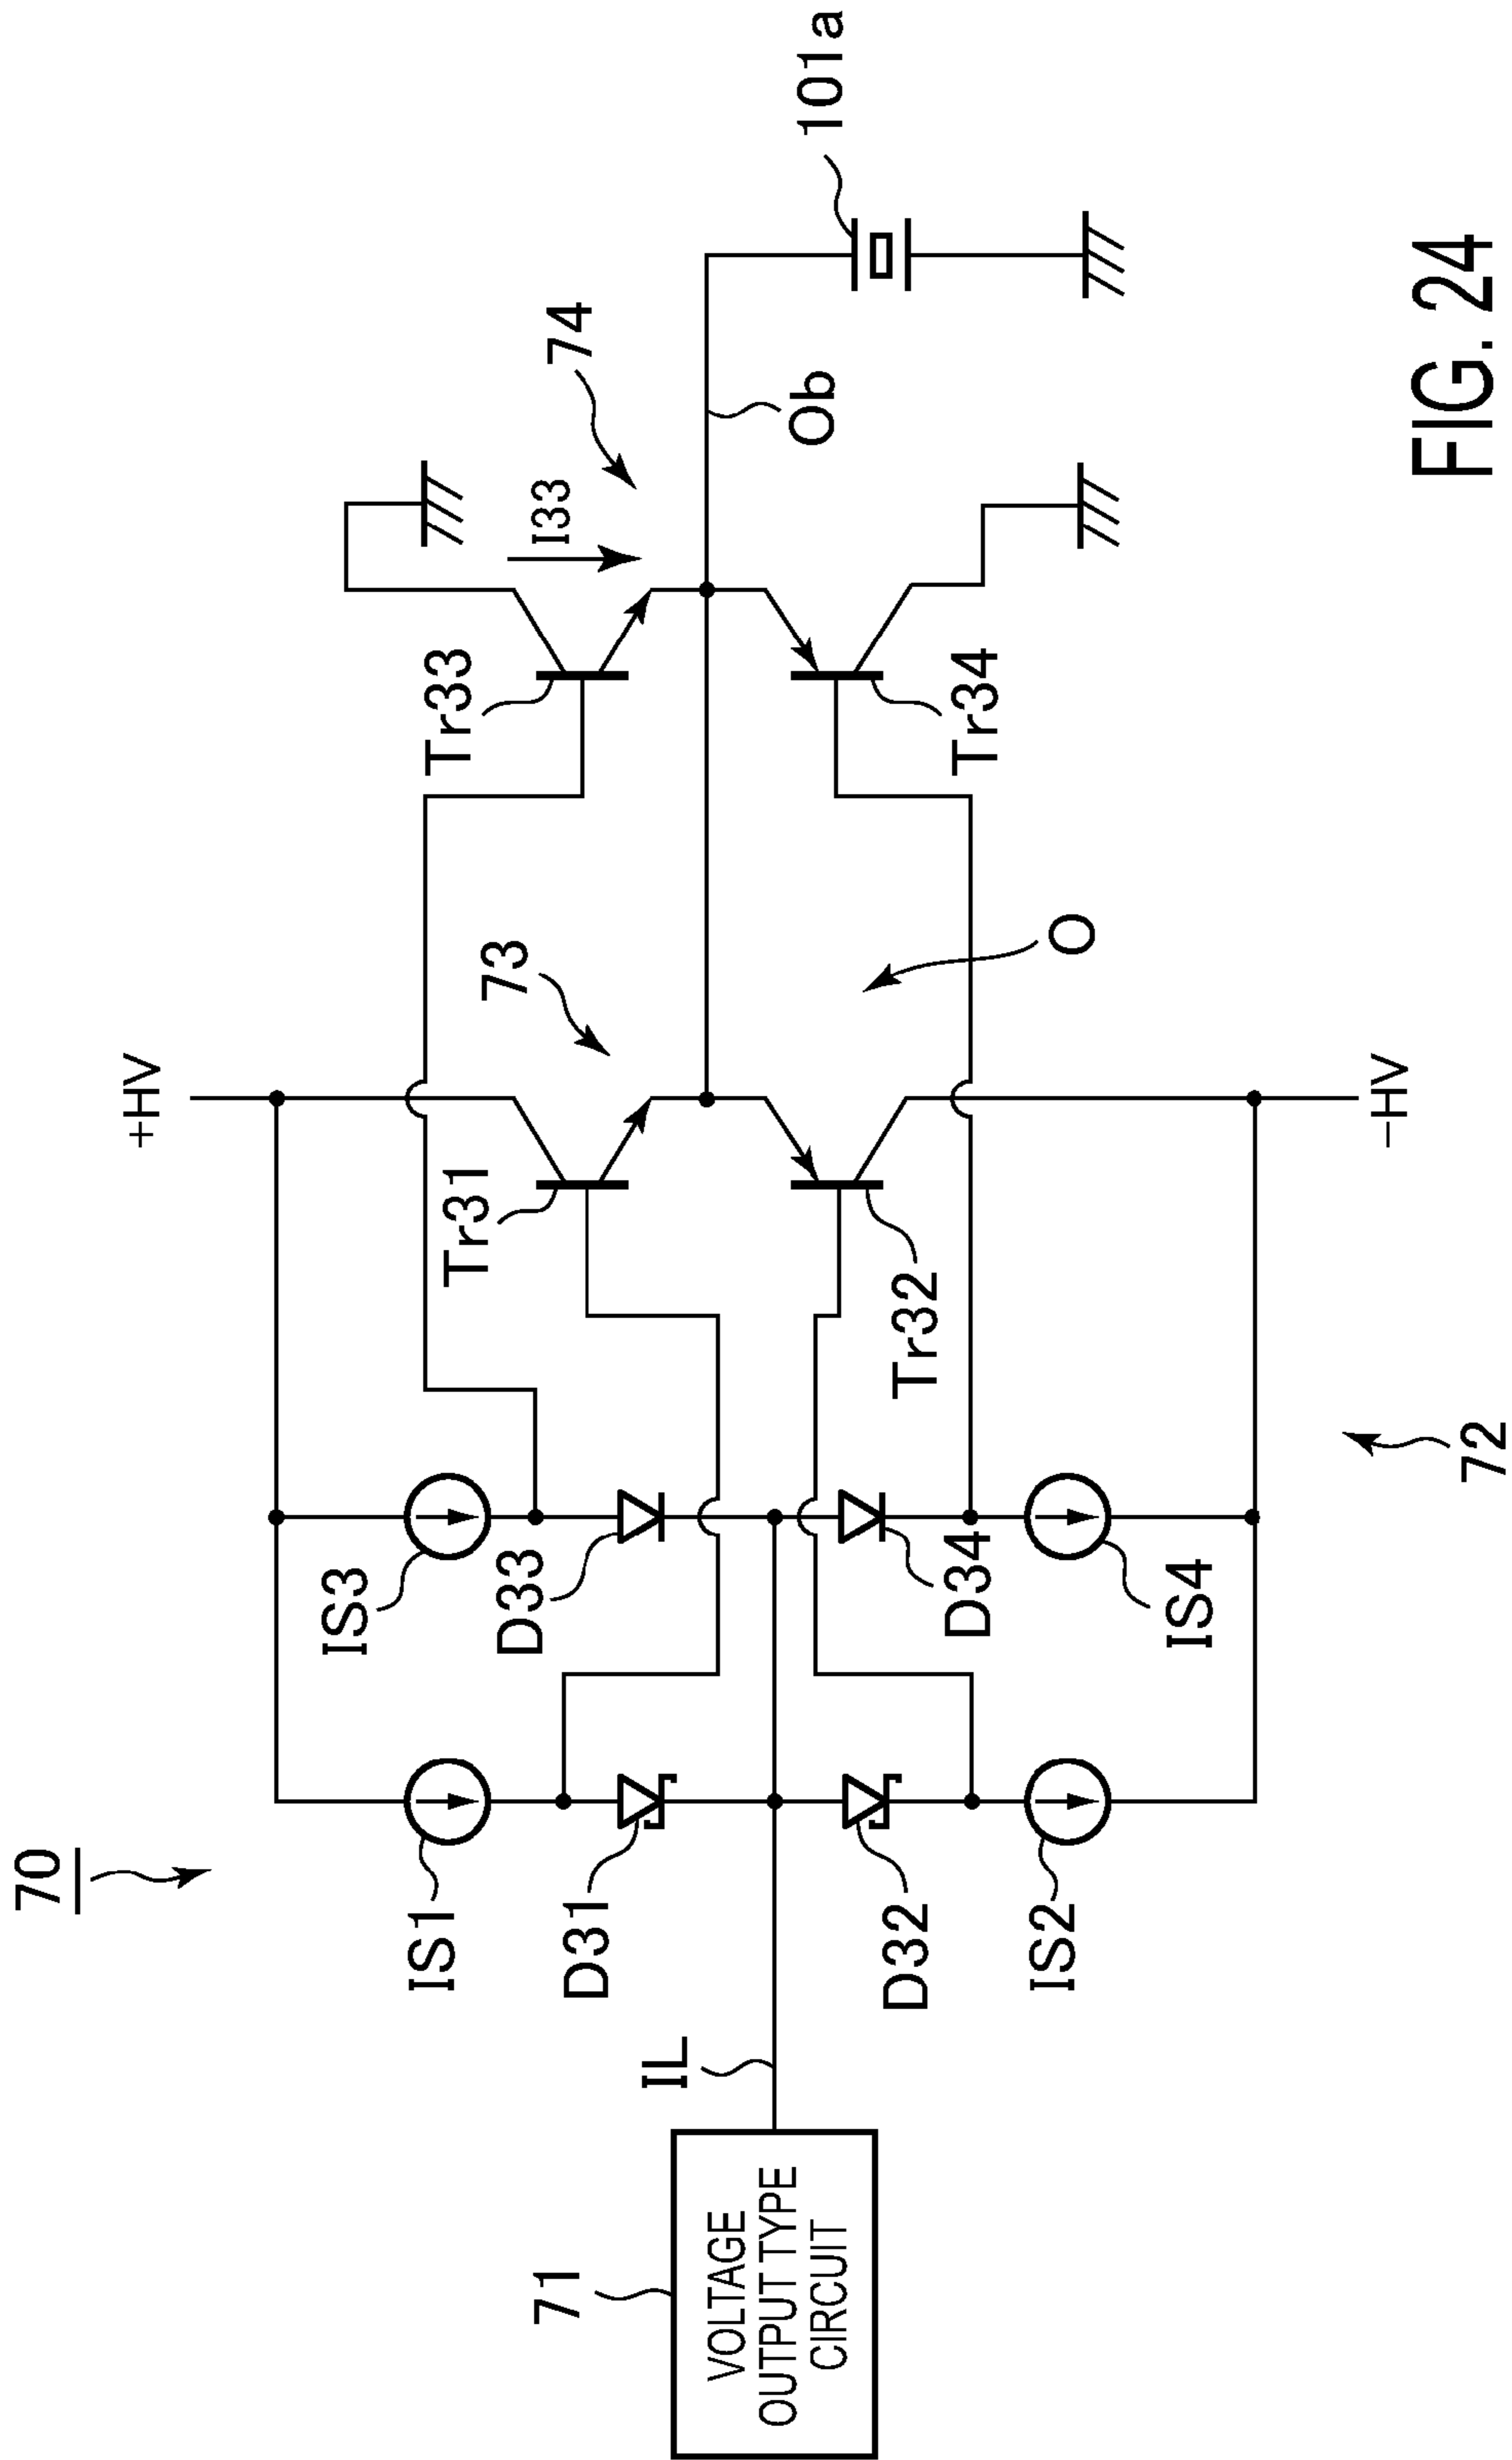 70
+HV
IS1
IS3
Tr31
73
Tr33
I33
74
101a
D31
D33
IL
71
VOLTAGE
OUTPUT TYPE
CIRCUIT
Ob
D32
D34
Tr32
O
Tr34
IS2
IS4
-HV
72
FIG. 24